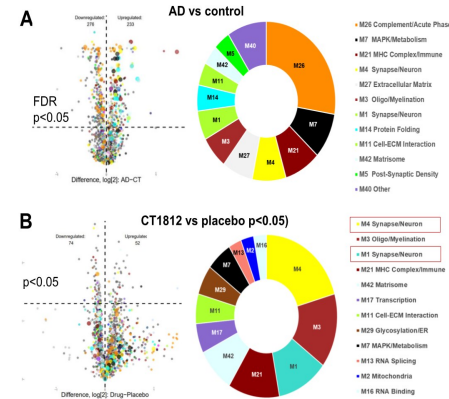 A
AD vs control
Downregulated:
276
Upregulated:
233
FDR
p<0.05
Difference, log[2]: AD-CT
M26
M7
M21
M4
M27
M3
M1
M14
M11
M42
M5
M40
M26 Complement/Acute Phase
M7 MAPK/Metabolism
M21 MHC Complex/Immune
M4 Synapse/Neuron
M27 Extracellular Matrix
M3 Oligo/Myelination
M1 Synapse/Neuron
M14 Protein Folding
M11 Cell-ECM Interaction
M42 Matrisome
M5 Post-Synaptic Density
M40 Other
B
CT1812 vs placebo p<0.05)
Downregulated:
74
Upregulate
52
p<0.05
Difference, log[2]: Drug-Placebo
M4
M3
M1
M21
M42
M17
M11
M29
M7
M13
M2
M16
M4 Synapse/Neuron
M3 Oligo/Myelination
M1 Synapse/Neuron
M21 MHC Complex/Immune
M42 Matrisome
M17 Transcription
M11 Cell-ECM Interaction
M29 Glycosylation/ER
M7 MAPK/Metabolism
M13 RNA Splicing
M2 Mitochondria
M16 RNA Binding